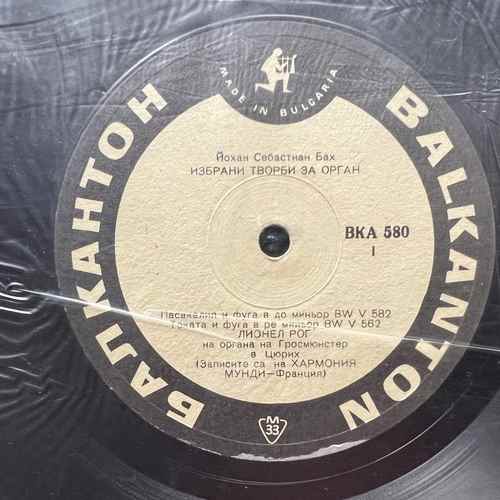 MADE IN BULGARIA
БАЛКАНТОН
BALKANTON
Йохан Себастиан Бах
ИЗБРАНИ ТВОРБИ ЗА ОРГАН
ВКА 580
I
Пасакалия и фуга в до миньор BW V 582
Токата и фуга в ре миньор BW V 562
ЛИОНЕЛ РОГ
на органа на Гросмюнстер
в Цюрих
(Записите са на ХАРМОНИЯ
МУНДИ—Франция)
М
33